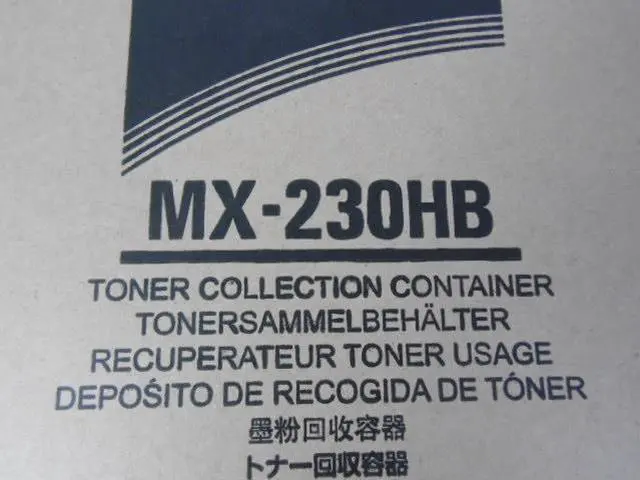 MX-230HB
TONER COLLECTION CONTAINER
TONERSAMMELBEHÄLTER
RECUPERATEUR TONER USAGE
DEPOŚITO DE RECOGIDA DE TÓNER
墨粉回收容器
トナー回収容器